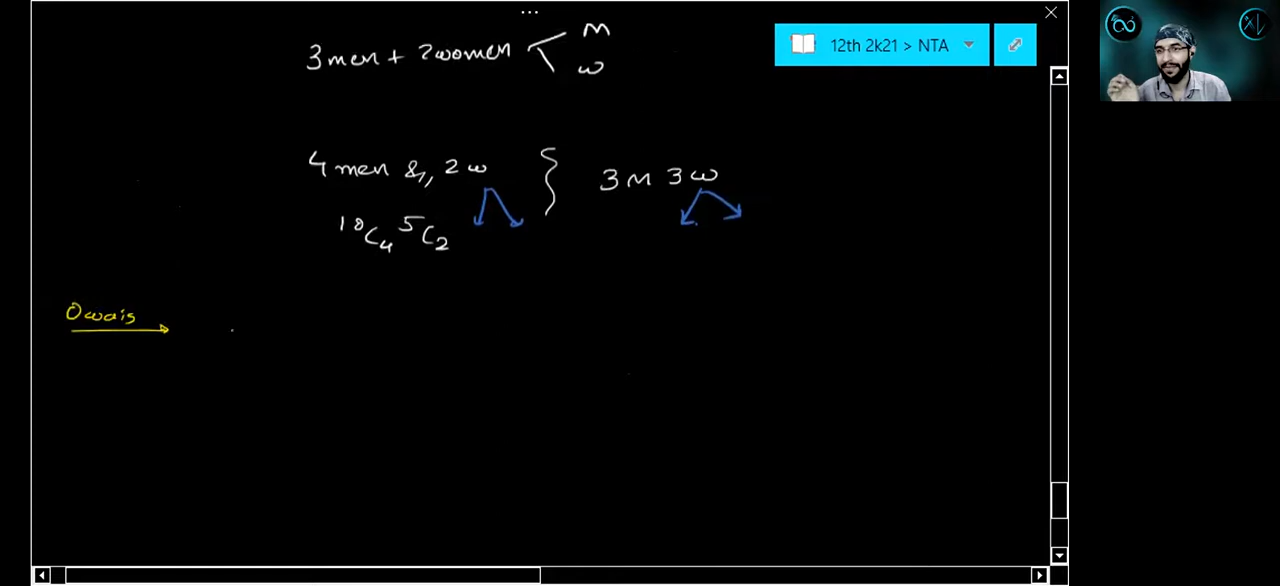 3 men + 2 women < M
w
12th 2k21 > NTA
4 men &, 2 w } 3 M 3 w
¹⁰C₄ ⁵C₂
Owais